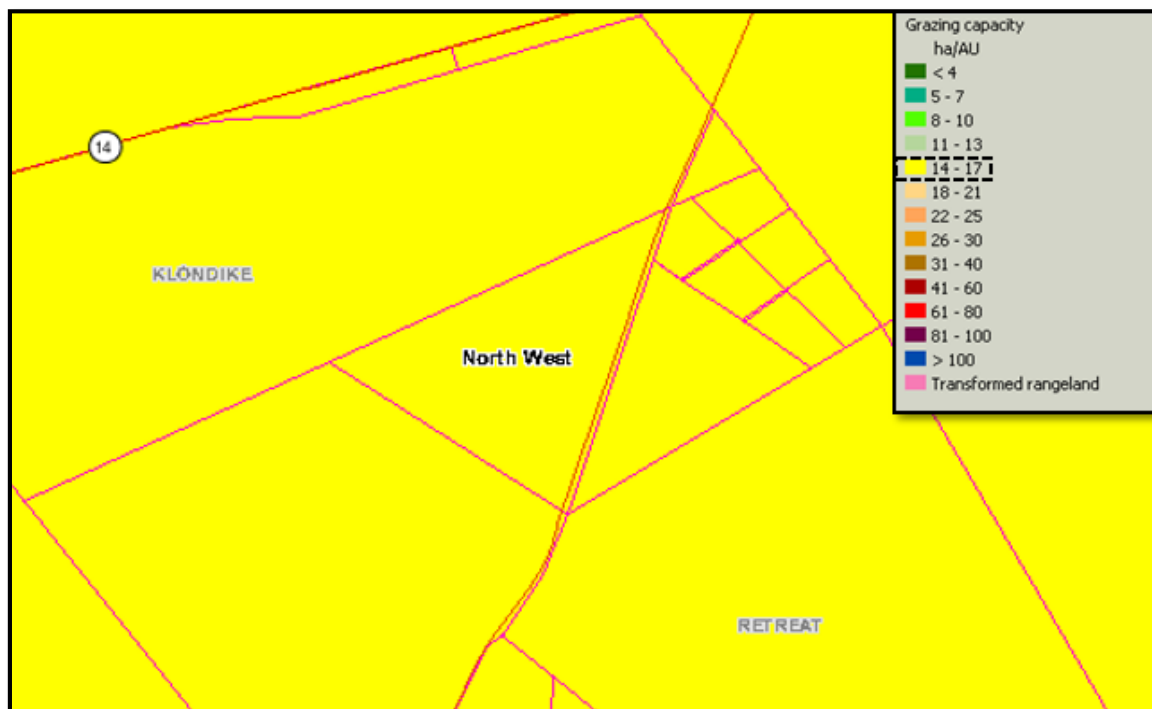 14
KLONDIKE
North West
RETREAT
Grazing capacity
ha/AU
< 4
5 - 7
8 - 10
11 - 13
14 - 17
18 - 21
22 - 25
26 - 30
31 - 40
41 - 60
61 - 80
81 - 100
> 100
Transformed rangeland